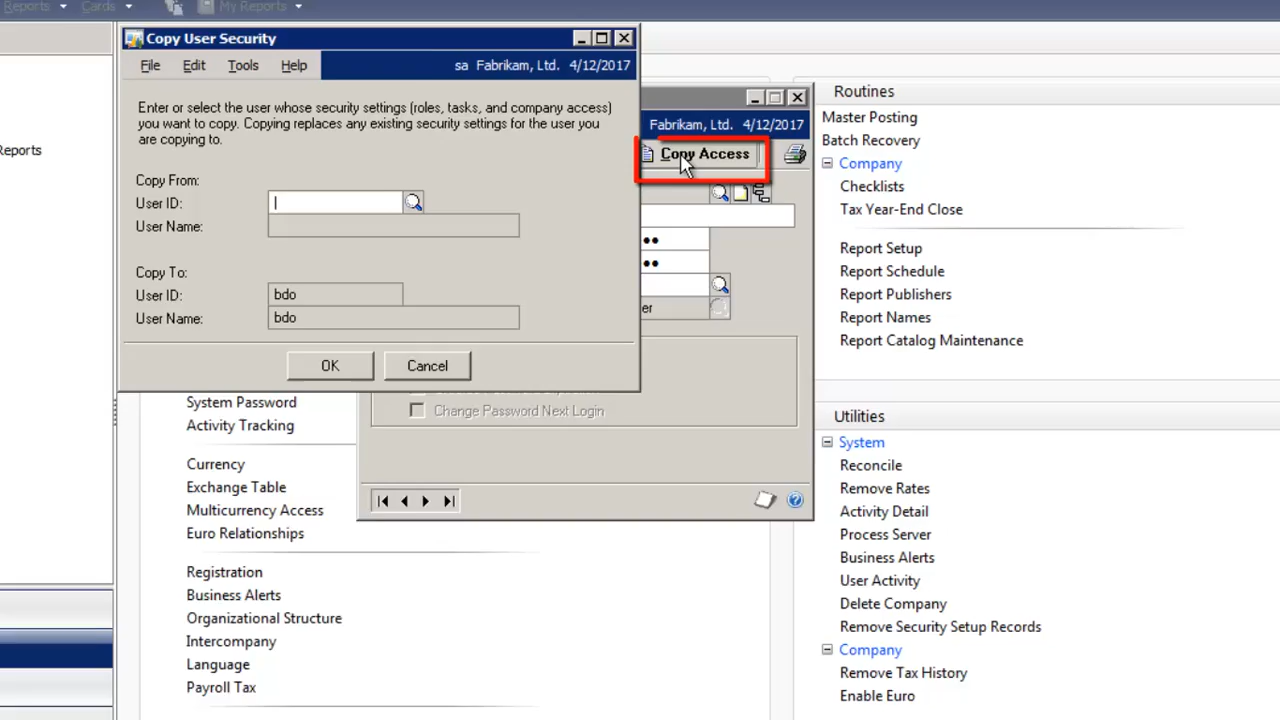 Reports
Cards
My Reports
Copy User Security
File
Edit
Tools
Help
sa Fabrikam, Ltd. 4/12/2017
Enter or select the user whose security settings (roles, tasks, and company access)
you want to copy. Copying replaces any existing security settings for the user you
are copying to.
Copy From:
User ID:
User Name:
Copy To:
User ID:
bdo
User Name:
bdo
OK
Cancel
Fabrikam, Ltd. 4/12/2017
Copy Access
er
Change Password Next Login
Reports
System Password
Activity Tracking
Currency
Exchange Table
Multicurrency Access
Euro Relationships
Registration
Business Alerts
Organizational Structure
Intercompany
Language
Payroll Tax
Routines
Master Posting
Batch Recovery
Company
Checklists
Tax Year-End Close
Report Setup
Report Schedule
Report Publishers
Report Names
Report Catalog Maintenance
Utilities
System
Reconcile
Remove Rates
Activity Detail
Process Server
Business Alerts
User Activity
Delete Company
Remove Security Setup Records
Company
Remove Tax History
Enable Euro